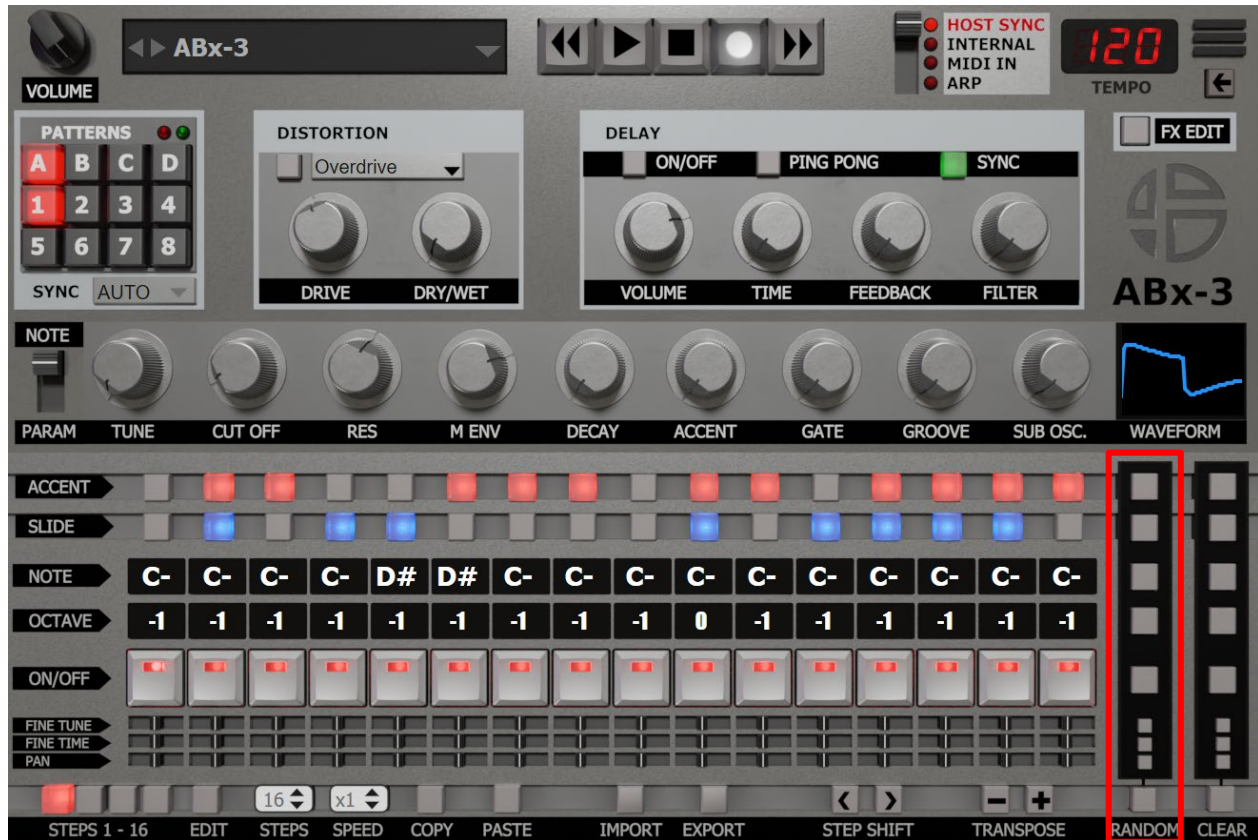 ABx-3
HOST SYNC
INTERNAL
MIDI IN
ARP
120
TEMPO
VOLUME
PATTERNS
A B C D
1 2 3 4
5 6 7 8
SYNC AUTO
DISTORTION
Overdrive
DRIVE DRY/WET
DELAY
ON/OFF PING PONG SYNC
VOLUME TIME FEEDBACK FILTER
FX EDIT
ABx-3
NOTE
PARAM TUNE CUT OFF RES M ENV DECAY ACCENT GATE GROOVE SUB OSC. WAVEFORM
ACCENT
SLIDE
NOTE C- C- C- C- D# D# C- C- C- C- C- C- C- C- C- C-
OCTAVE -1 -1 -1 -1 -1 -1 -1 -1 -1 0 -1 -1 -1 -1 -1 -1
ON/OFF
FINE TUNE
FINE TIME
PAN
16 x1 < > - +
STEPS 1 - 16 EDIT STEPS SPEED COPY PASTE IMPORT EXPORT STEP SHIFT TRANSPOSE RANDOM CLEAR